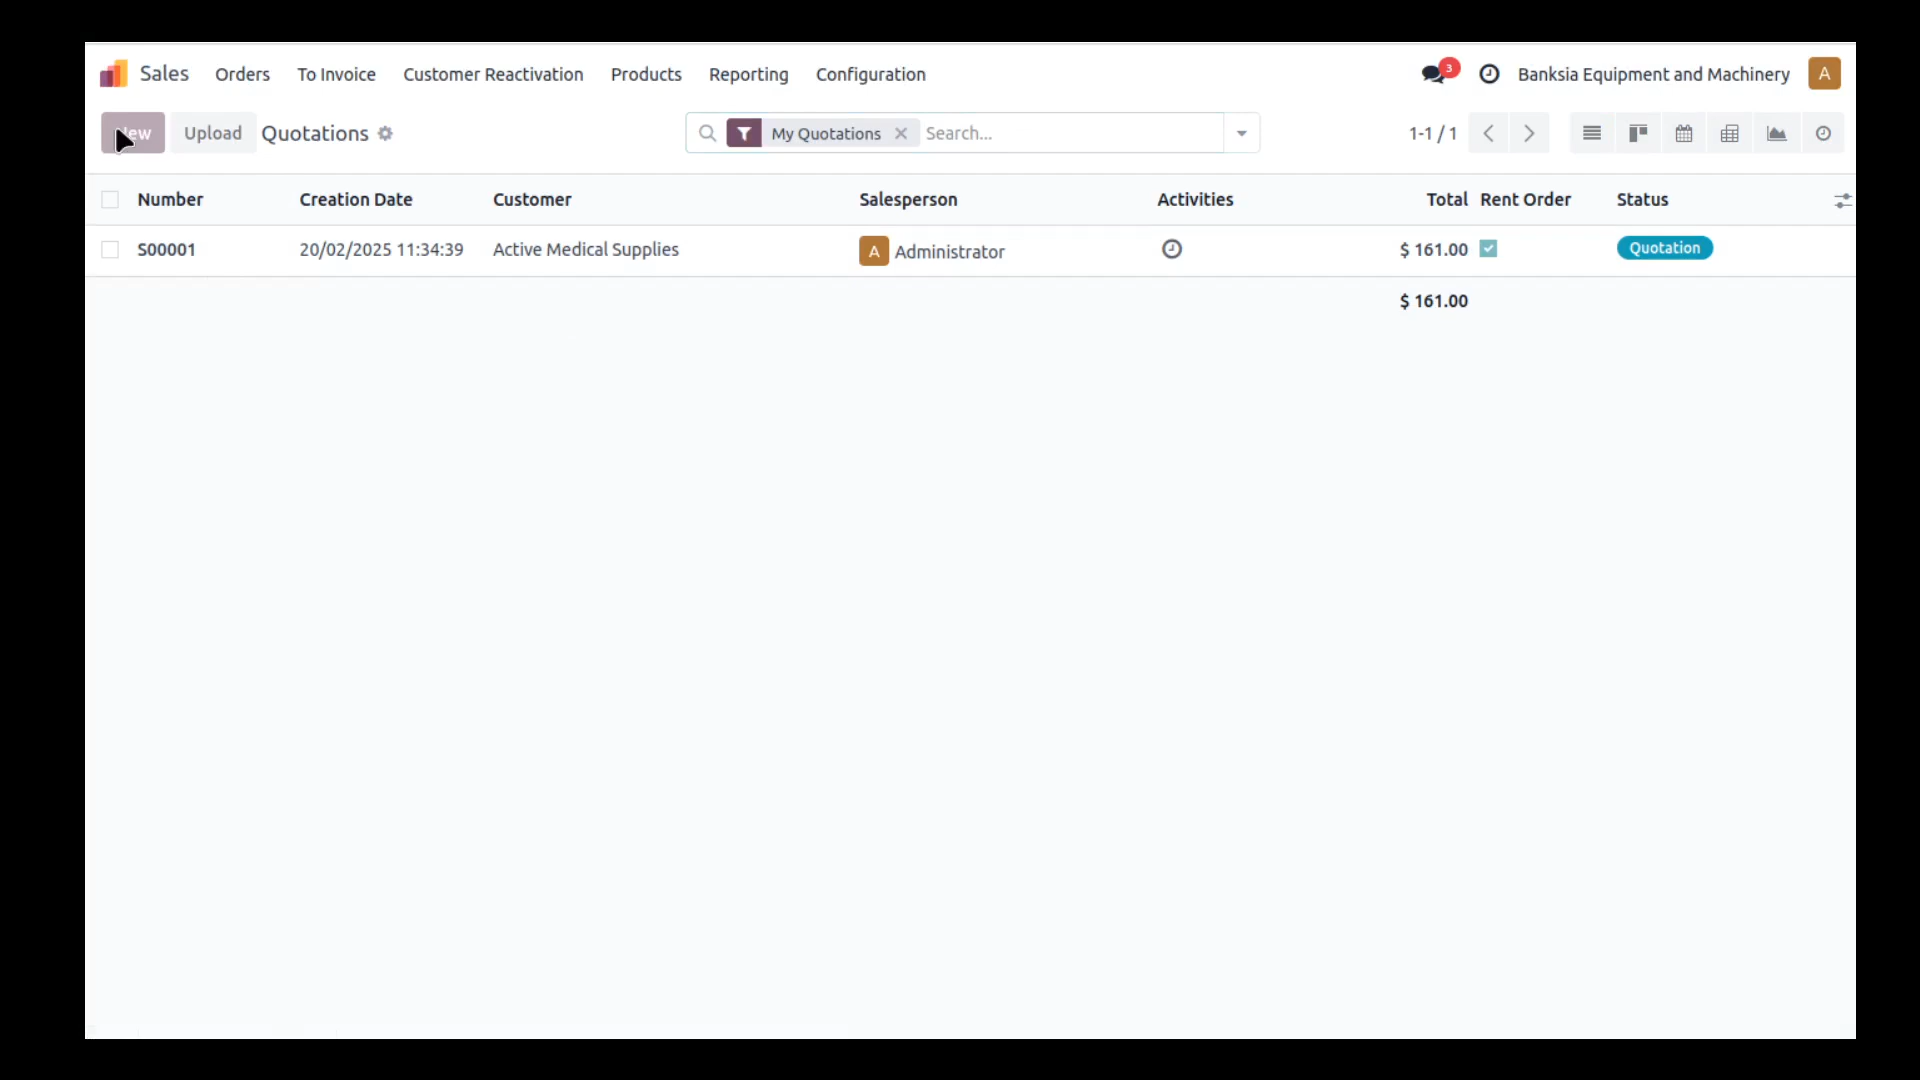 Sales Orders To Invoice Customer Reactivation Products Reporting Configuration 3 Banksia Equipment and Machinery A
New Upload Quotations My Quotations Search... 1-1 / 1
Number Creation Date Customer Salesperson Activities Total Rent Order Status
S00001 20/02/2025 11:34:39 Active Medical Supplies A Administrator $ 161.00 Quotation
$ 161.00